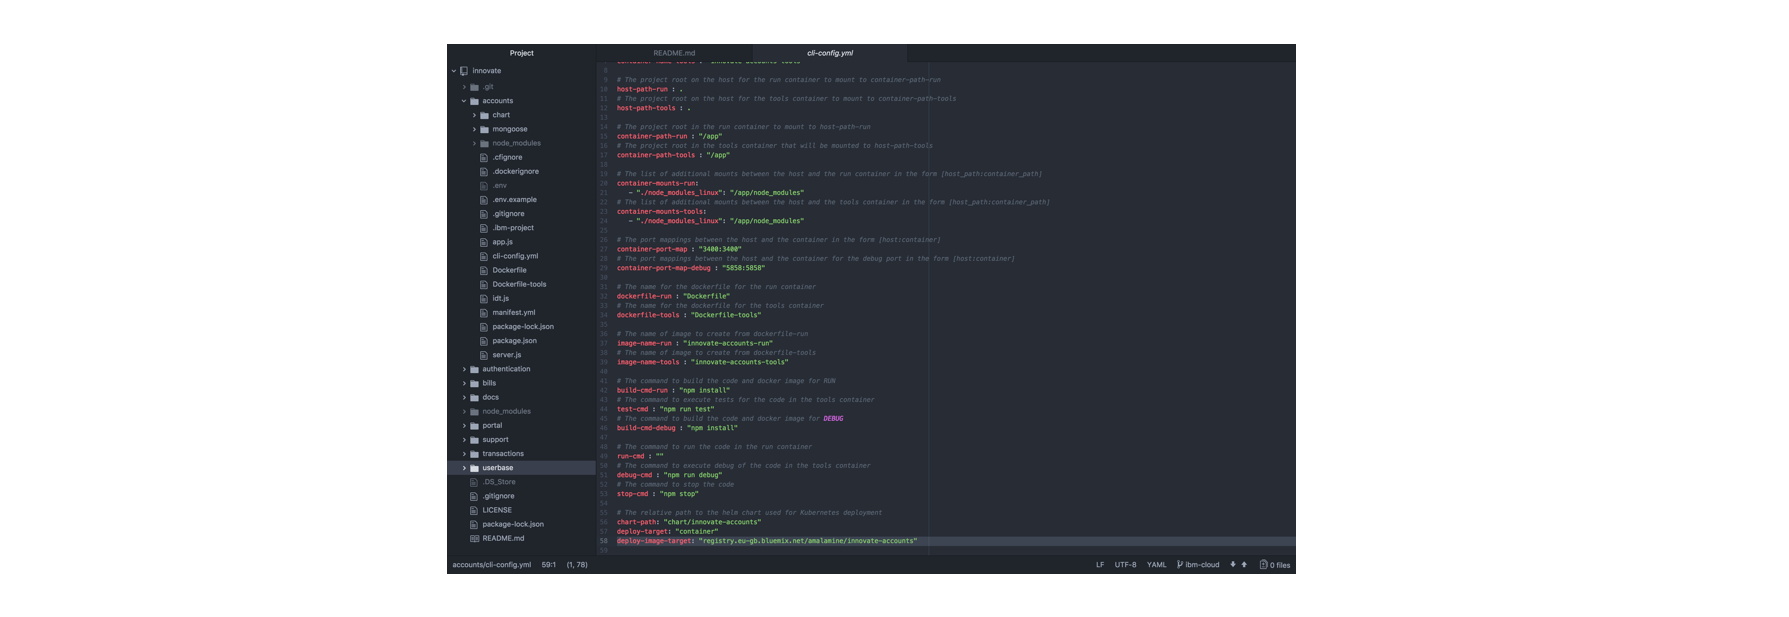 Project
README.md
cli-config.yml
innovate
.git
accounts
chart
mongoose
node_modules
.cfignore
.dockerignore
.env
.env.example
.gitignore
.ibm-project
app.js
cli-config.yml
Dockerfile
Dockerfile-tools
idt.js
manifest.yml
package-lock.json
package.json
server.js
authentication
bills
docs
node_modules
portal
support
transactions
userbase
.DS_Store
.gitignore
LICENSE
package-lock.json
README.md
8
9 # The project root on the host for the run container to mount to container-path-run
10 host-path-run : .
11 # The project root on the host for the tools container to mount to container-path-tools
12 host-path-tools : .
13
14 # The project root in the run container to mount to host-path-run
15 container-path-run : "/app"
16 # The project root in the tools container that will be mounted to host-path-tools
17 container-path-tools : "/app"
18
19 # The list of additional mounts between the host and the run container in the form [host_path:container_path]
20 container-mounts-run:
21 - "./node_modules_linux": "/app/node_modules"
22 # The list of additional mounts between the host and the tools container in the form [host_path:container_path]
23 container-mounts-tools:
24 - "./node_modules_linux": "/app/node_modules"
25
26 # The port mappings between the host and the container in the form [host:container]
27 container-port-map : "3400:3400"
28 # The port mappings between the host and the container for the debug port in the form [host:container]
29 container-port-map-debug : "5858:5858"
30
31 # The name for the dockerfile for the run container
32 dockerfile-run : "Dockerfile"
33 # The name for the dockerfile for the tools container
34 dockerfile-tools : "Dockerfile-tools"
35
36 # The name of image to create from dockerfile-run
37 image-name-run : "innovate-accounts-run"
38 # The name of image to create from dockerfile-tools
39 image-name-tools : "innovate-accounts-tools"
40
41 # The command to build the code and docker image for RUN
42 build-cmd-run : "npm install"
43 # The command to execute tests for the code in the tools container
44 test-cmd : "npm run test"
45 # The command to build the code and docker image for DEBUG
46 build-cmd-debug : "npm install"
47
48 # The command to run the code in the run container
49 run-cmd : ""
50 # The command to execute debug of the code in the tools container
51 debug-cmd : "npm run debug"
52 # The command to stop the code
53 stop-cmd : "npm stop"
54
55 # The relative path to the helm chart used for Kubernetes deployment
56 chart-path: "chart/innovate-accounts"
57 deploy-target: "container"
58 deploy-image-target: "registry.eu-gb.bluemix.net/amalamine/innovate-accounts"
59
accounts/cli-config.yml 59:1 (1, 78)
LF UTF-8 YAML ibm-cloud 0 files